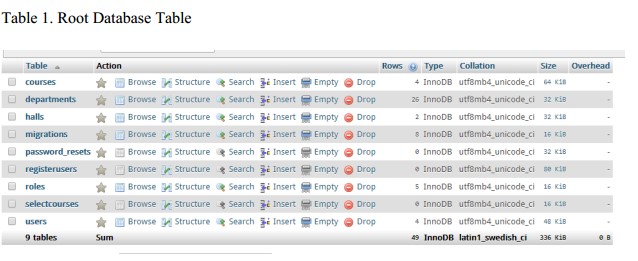 Table 1. Root Database Table
Table Action Rows Type Collation Size Overhead
courses Browse Structure Search Insert Empty Drop 4 InnoDB utf8mb4_unicode_ci 64 KiB -
departments Browse Structure Search Insert Empty Drop 26 InnoDB utf8mb4_unicode_ci 32 KiB -
halls Browse Structure Search Insert Empty Drop 2 InnoDB utf8mb4_unicode_ci 32 KiB -
migrations Browse Structure Search Insert Empty Drop 8 InnoDB utf8mb4_unicode_ci 16 KiB -
password_resets Browse Structure Search Insert Empty Drop 0 InnoDB utf8mb4_unicode_ci 32 KiB -
registerusers Browse Structure Search Insert Empty Drop 0 InnoDB utf8mb4_unicode_ci 80 KiB -
roles Browse Structure Search Insert Empty Drop 5 InnoDB utf8mb4_unicode_ci 16 KiB -
selectcourses Browse Structure Search Insert Empty Drop 0 InnoDB utf8mb4_unicode_ci 16 KiB -
users Browse Structure Search Insert Empty Drop 4 InnoDB utf8mb4_unicode_ci 48 KiB -
9 tables Sum 49 InnoDB latin1_swedish_ci 336 KiB 0 B